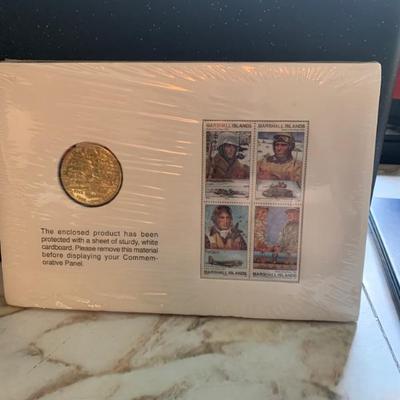 MARSHALL ISLANDS
MARSHALL ISLANDS
The enclosed product has been
protected with a sheet of sturdy, white
cardboard. Please remove this material
before displaying your Commem-
orative Panel.
MARSHALL ISLANDS
MARSHALL ISLANDS